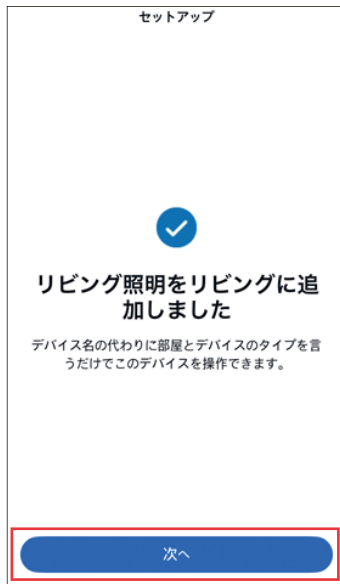 セットアップ
リビング照明をリビングに追
加しました
デバイス名の代わりに部屋とデバイスのタイプを言
うだけでこのデバイスを操作できます。
次へ